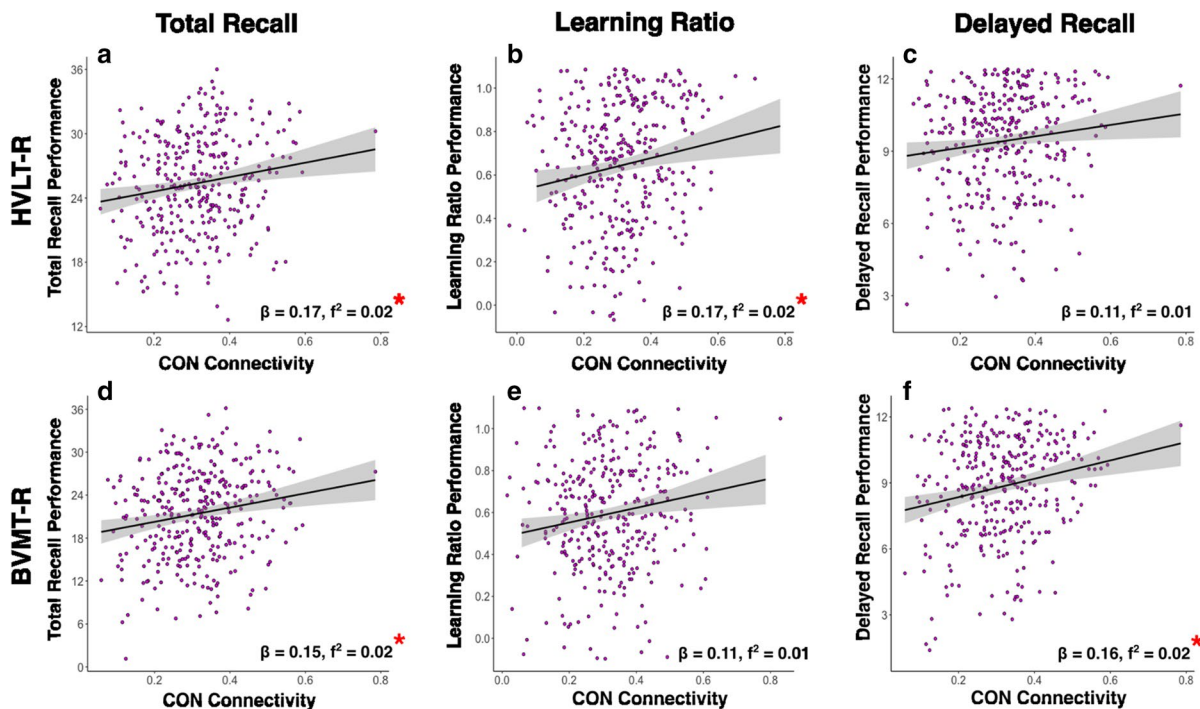 Total Recall
Learning Ratio
Delayed Recall
HVLT-R
a
Total Recall Performance
36
30
24
18
12
0.2
0.4
0.6
0.8
CON Connectivity
β = 0.17, f² = 0.02 *
b
Learning Ratio Performance
1.0
0.8
0.6
0.4
0.2
0.0
0.0
0.2
0.4
0.6
0.8
CON Connectivity
β = 0.17, f² = 0.02 *
c
Delayed Recall Performance
12
9
6
3
0.2
0.4
0.6
0.8
CON Connectivity
β = 0.11, f² = 0.01
BVMT-R
d
Total Recall Performance
36
30
24
18
12
6
0
0.2
0.4
0.6
0.8
CON Connectivity
β = 0.15, f² = 0.02 *
e
Learning Ratio Performance
1.0
0.8
0.6
0.4
0.2
0.0
0.0
0.2
0.4
0.6
0.8
CON Connectivity
β = 0.11, f² = 0.01
f
Delayed Recall Performance
12
9
6
3
0.2
0.4
0.6
0.8
CON Connectivity
β = 0.16, f² = 0.02 *